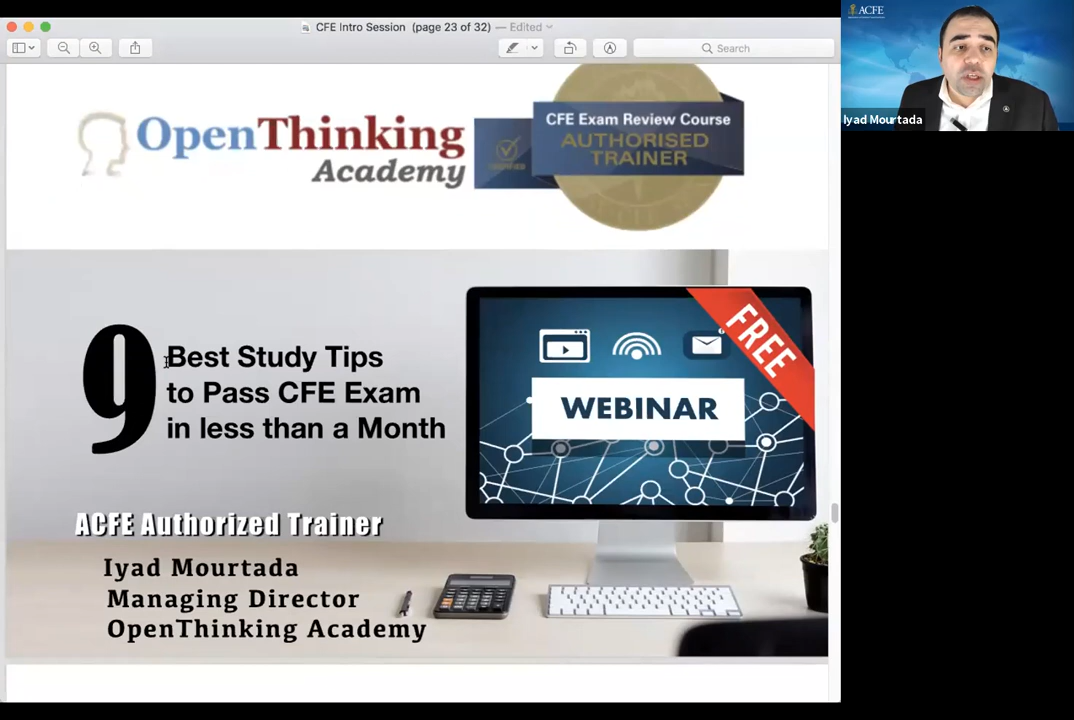 CFE Intro Session (page 23 of 32) — Edited
Search
OpenThinking
Academy
CFE Exam Review Course
AUTHORISED
TRAINER
9
Best Study Tips
to Pass CFE Exam
in less than a Month
FREE
WEBINAR
ACFE Authorized Trainer
Iyad Mourtada
Managing Director
OpenThinking Academy
ACFE
Iyad Mourtada